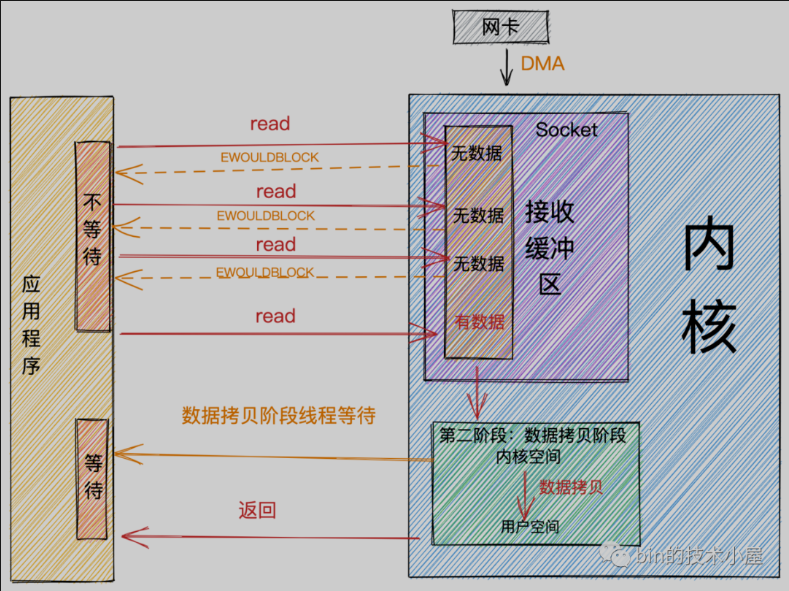 网卡
DMA
Socket
read
无数据
EWOULDBLOCK
read
无数据
EWOULDBLOCK
read
无数据
EWOULDBLOCK
read
有数据
接收
缓冲
区
内
核
不
等
待
应
用
程
序
数据拷贝阶段线程等待
第二阶段：数据拷贝阶段
内核空间
数据拷贝
用户空间
等
待
返回
bin的技术小屋